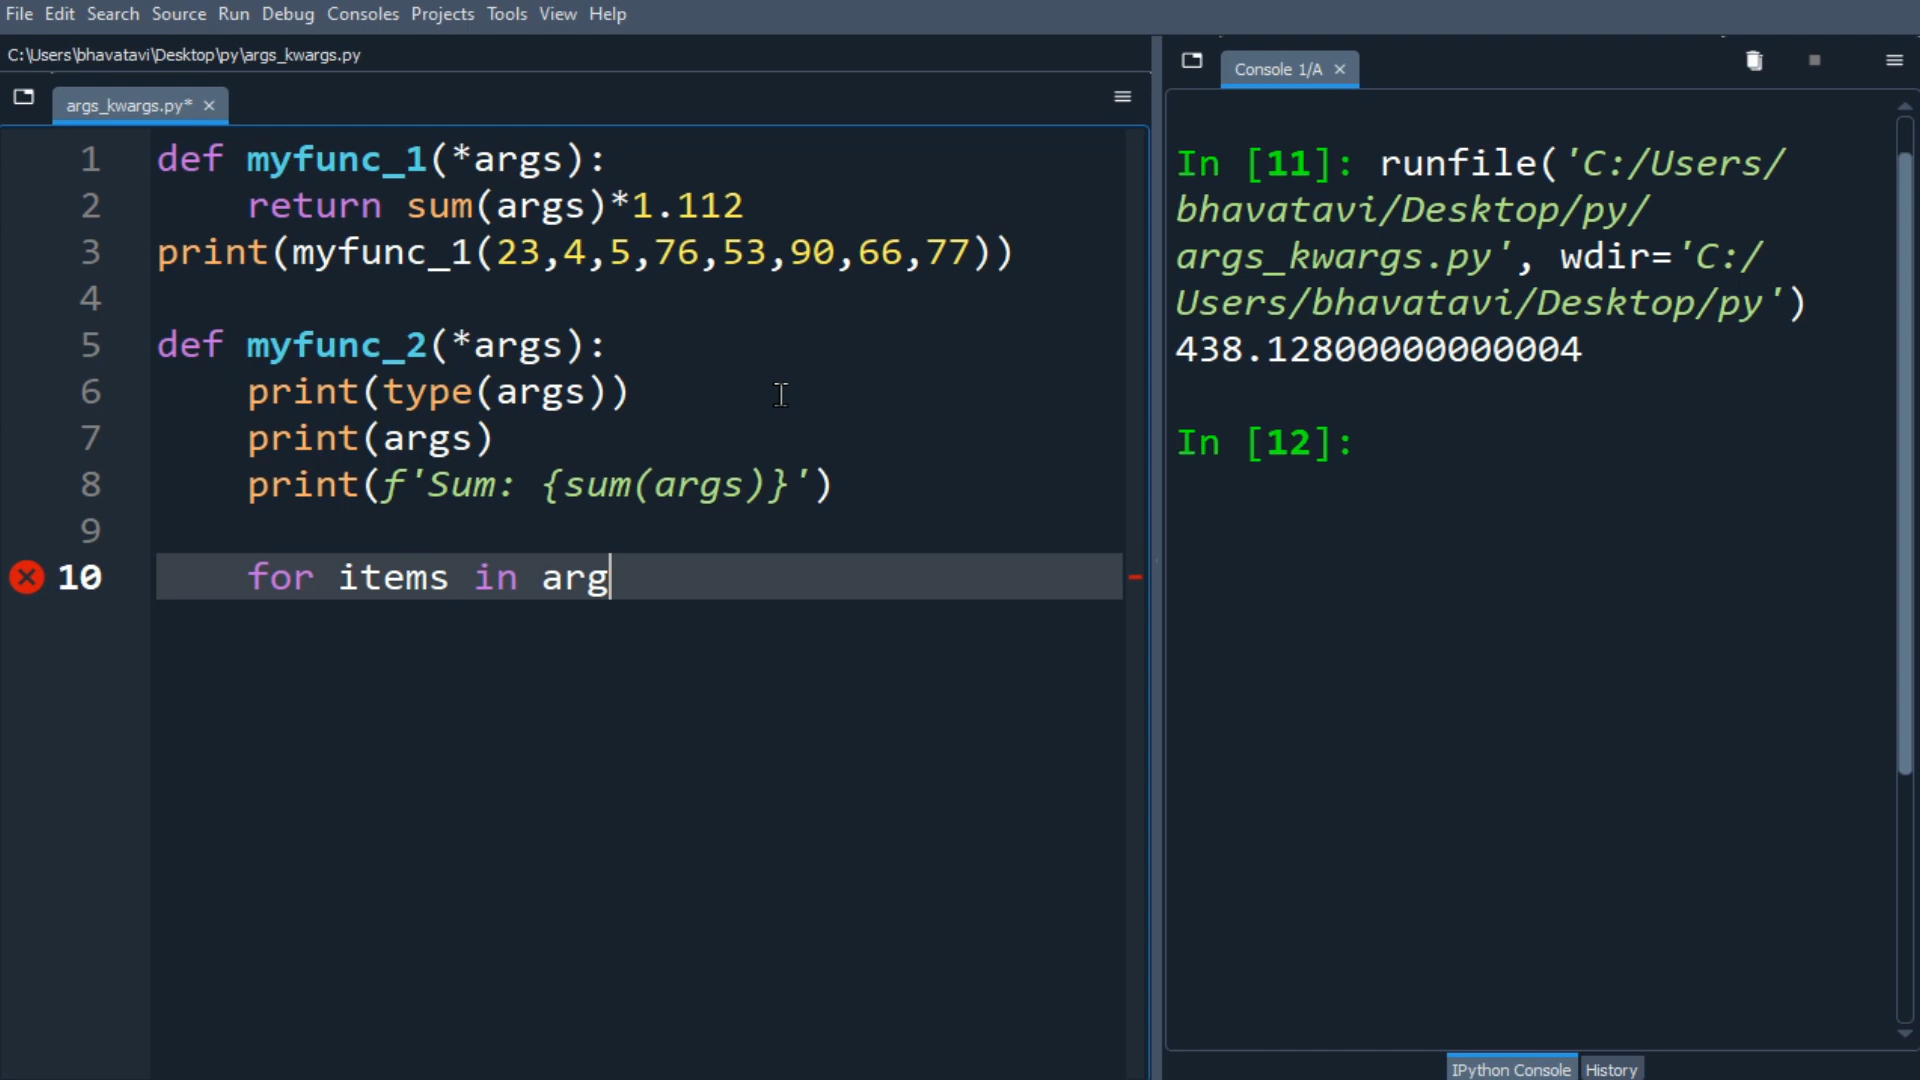 File Edit Search Source Run Debug Consoles Projects Tools View Help
C:\Users\bhavatavi\Desktop\py\args_kwargs.py
args_kwargs.py*
1 def myfunc_1(*args):
2     return sum(args)*1.112
3 print(myfunc_1(23,4,5,76,53,90,66,77))
4
5 def myfunc_2(*args):
6     print(type(args))
7     print(args)
8     print(f'Sum: {sum(args)}')
9
10     for items in arg
Console 1/A
In [11]: runfile('C:/Users/
bhavatavi/Desktop/py/
args_kwargs.py', wdir='C:/
Users/bhavatavi/Desktop/py')
438.12800000000004
In [12]:
IPython Console History